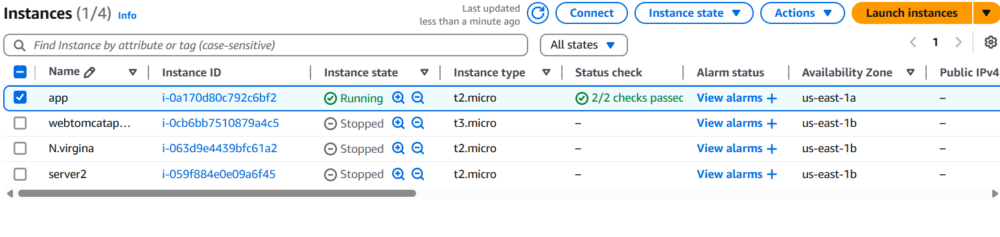 Instances (1/4) Info
Last updated
less than a minute ago
Connect
Instance state
Actions
Launch instances
Find Instance by attribute or tag (case-sensitive)
All states
1
Name Instance ID Instance state Instance type Status check Alarm status Availability Zone Public IPv4
app i-0a170d80c792c6bf2 Running t2.micro 2/2 checks passec View alarms + us-east-1a –
webtomcatap… i-0cb6bb7510879a4c5 Stopped t3.micro – View alarms + us-east-1b –
N.virgina i-063d9e4439bfc61a2 Stopped t2.micro – View alarms + us-east-1b –
server2 i-059f884e0e09a6f45 Stopped t2.micro – View alarms + us-east-1b –